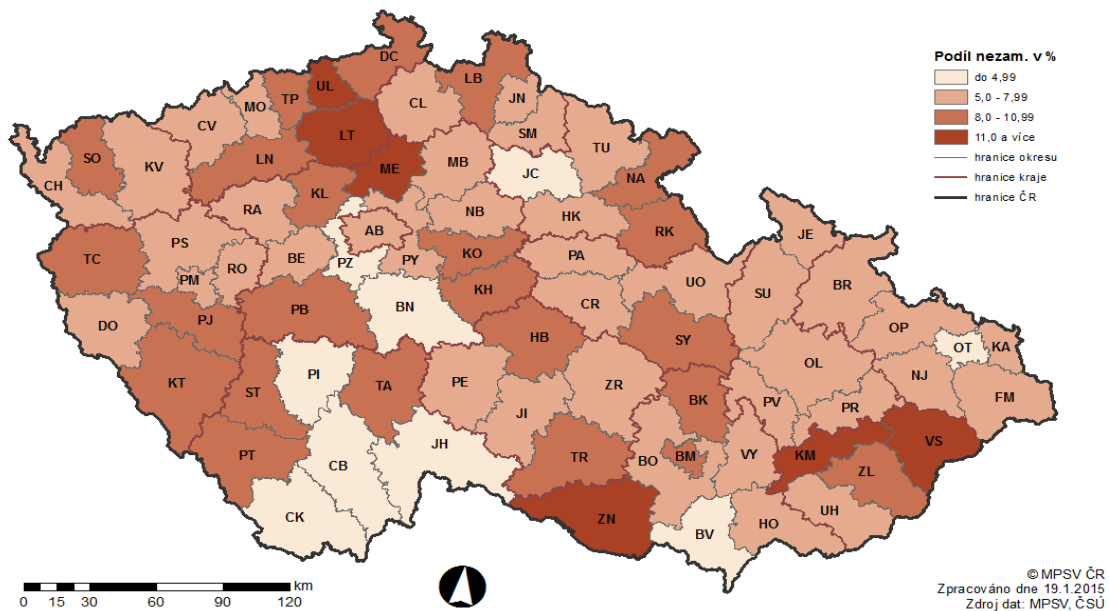 DC
LB
UL
TP
MO
JN
CL
CV
SM
LT
TU
SO
LN
KV
ME
MB
JC
NA
CH
KL
RA
NB
HK
AB
RK
JE
PS
TC
RO
BE
PZ
PY
KO
PA
PM
UO
SU
BR
KH
CR
BN
PB
DO
PJ
OP
HB
SY
OT
KA
OL
NJ
PI
KT
ST
TA
PE
ZR
BK
FM
PV
PR
JI
JH
VS
PT
CB
TR
BO
BM
VY
KM
ZL
CK
ZN
UH
HO
BV
Podíl nezam. v %
do 4,99
5,0 - 7,99
8,0 - 10,99
11,0 a více
hranice okresu
hranice kraje
hranice ČR
km
0 15 30 60 90 120
© MPSV ČR
Zpracováno dne 19.1.2015
Zdroj dat: MPSV, ČSÚ